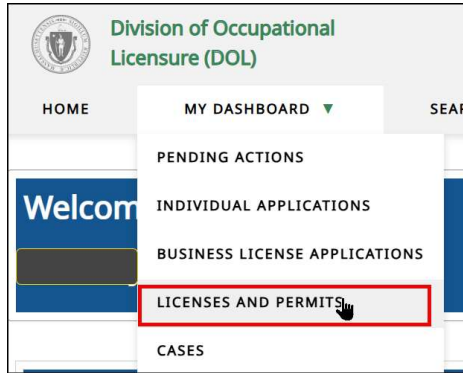 Division of Occupational
Licensure (DOL)
HOME
MY DASHBOARD ▼
PENDING ACTIONS
Welcom
INDIVIDUAL APPLICATIONS
BUSINESS LICENSE APPLICATIONS
LICENSES AND PERMITS
CASES